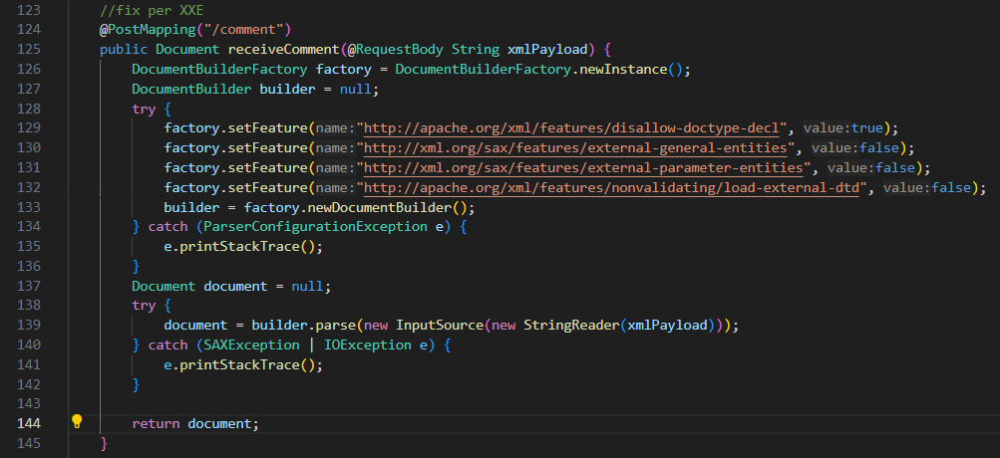 123 //fix per XXE
124 @PostMapping("/comment")
125 public Document receiveComment(@RequestBody String xmlPayload) {
126 DocumentBuilderFactory factory = DocumentBuilderFactory.newInstance();
127 DocumentBuilder builder = null;
128 try {
129 factory.setFeature(name:"http://apache.org/xml/features/disallow-doctype-decl", value:true);
130 factory.setFeature(name:"http://xml.org/sax/features/external-general-entities", value:false);
131 factory.setFeature(name:"http://xml.org/sax/features/external-parameter-entities", value:false);
132 factory.setFeature(name:"http://apache.org/xml/features/nonvalidating/load-external-dtd", value:false);
133 builder = factory.newDocumentBuilder();
134 } catch (ParserConfigurationException e) {
135 e.printStackTrace();
136 }
137 Document document = null;
138 try {
139 document = builder.parse(new InputSource(new StringReader(xmlPayload)));
140 } catch (SAXException | IOException e) {
141 e.printStackTrace();
142 }
143
144 return document;
145 }